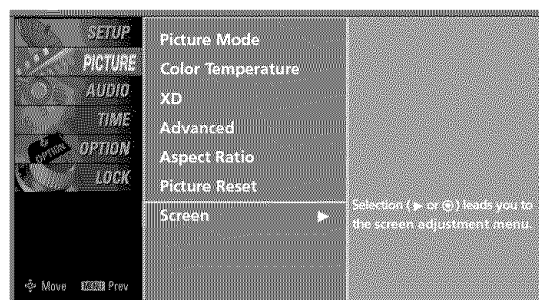 SETUP
PICTURE
AUDIO
TIME
OPTION
LOCK
Move MENU Prev
Picture Mode
Color Temperature
XD
Advanced
Aspect Ratio
Picture Reset
Screen ▶
Selection (▶ or ◉) leads you to
the screen adjustment menu.
OPTION